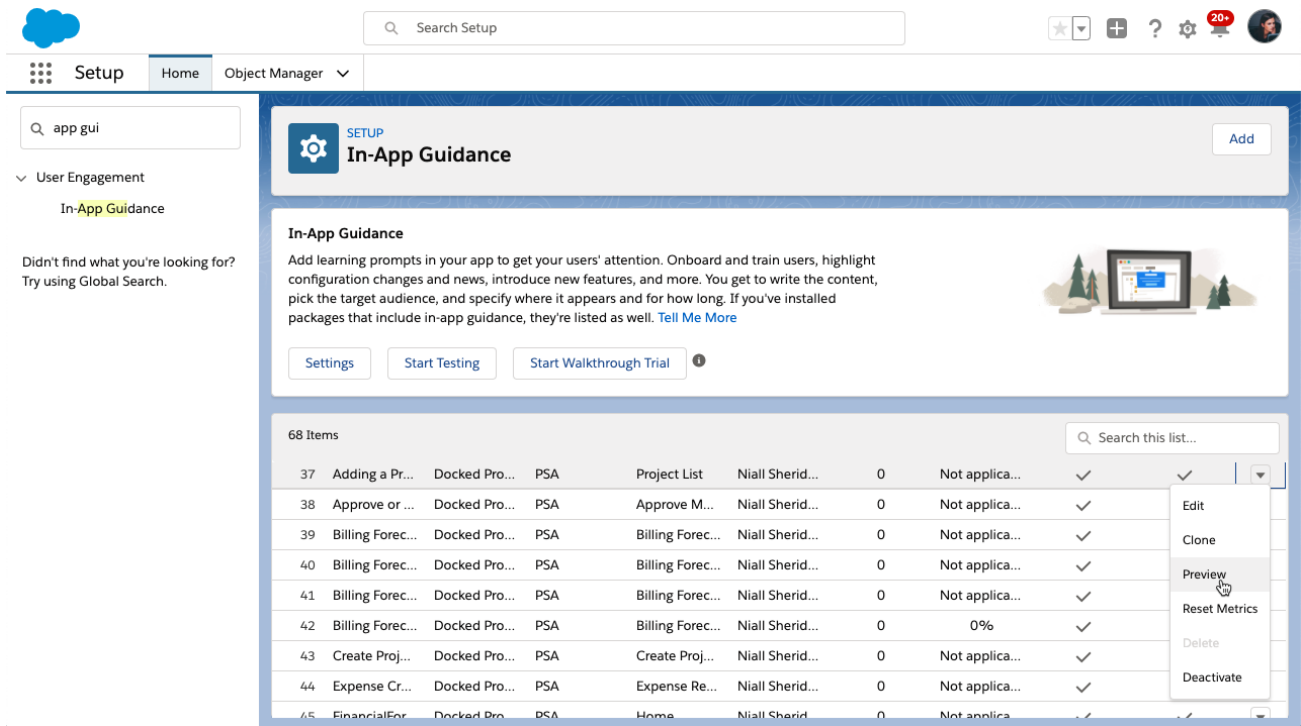 Search Setup
20+
Setup
Home
Object Manager
app gui
SETUP
In-App Guidance
Add
User Engagement
In-App Guidance
Didn't find what you're looking for?
Try using Global Search.
In-App Guidance
Add learning prompts in your app to get your users' attention. Onboard and train users, highlight
configuration changes and news, introduce new features, and more. You get to write the content,
pick the target audience, and specify where it appears and for how long. If you've installed
packages that include in-app guidance, they're listed as well. Tell Me More
Settings Start Testing Start Walkthrough Trial
68 Items
Search this list...
37 Adding a Pr... Docked Pro... PSA Project List Niall Sherid... 0 Not applica...
38 Approve or ... Docked Pro... PSA Approve M... Niall Sherid... 0 Not applica...
39 Billing Forec... Docked Pro... PSA Billing Forec... Niall Sherid... 0 Not applica...
40 Billing Forec... Docked Pro... PSA Billing Forec... Niall Sherid... 0 Not applica...
41 Billing Forec... Docked Pro... PSA Billing Forec... Niall Sherid... 0 Not applica...
42 Billing Forec... Docked Pro... PSA Billing Forec... Niall Sherid... 0 0%
43 Create Proj... Docked Pro... PSA Create Proj... Niall Sherid... 0 Not applica...
44 Expense Cr... Docked Pro... PSA Expense Re... Niall Sherid... 0 Not applica...
45 FinancialFor... Docked Pro... PSA Home Niall Sherid... 0 Not applica...
Edit
Clone
Preview
Reset Metrics
Delete
Deactivate